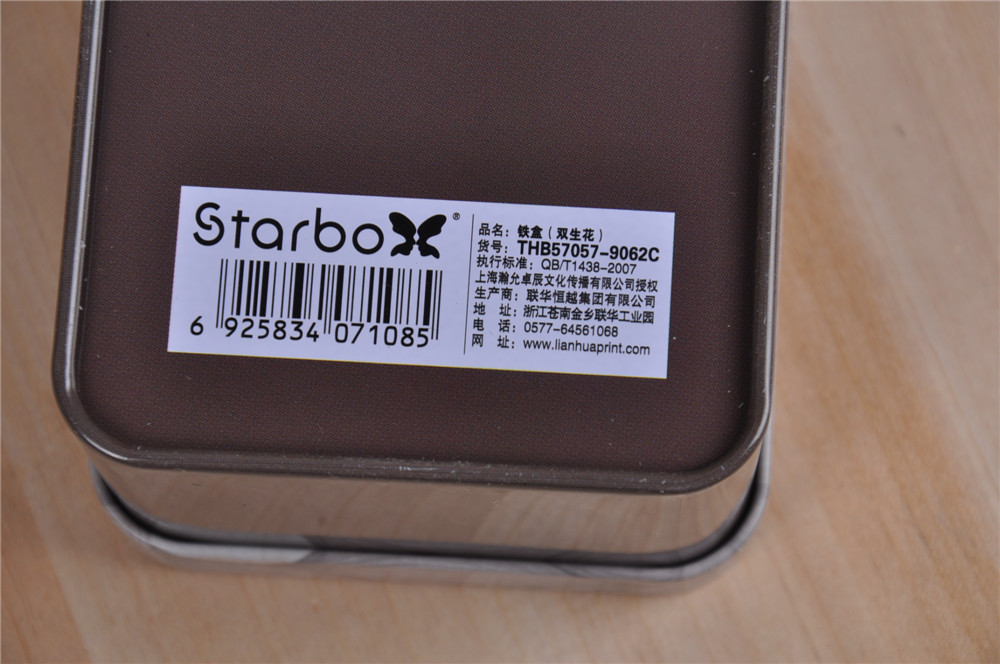 Starbox®
6 925834 071085
品名：铁盒（双生花）
货号：THB57057-9062C
执行标准：QB/T1438-2007
上海瀚允卓辰文化传播有限公司授权
生产商：联华恒越集团有限公司
地　址：浙江苍南金乡联华工业园
电　话：0577-64561068
网　址：www.lianhuaprint.com